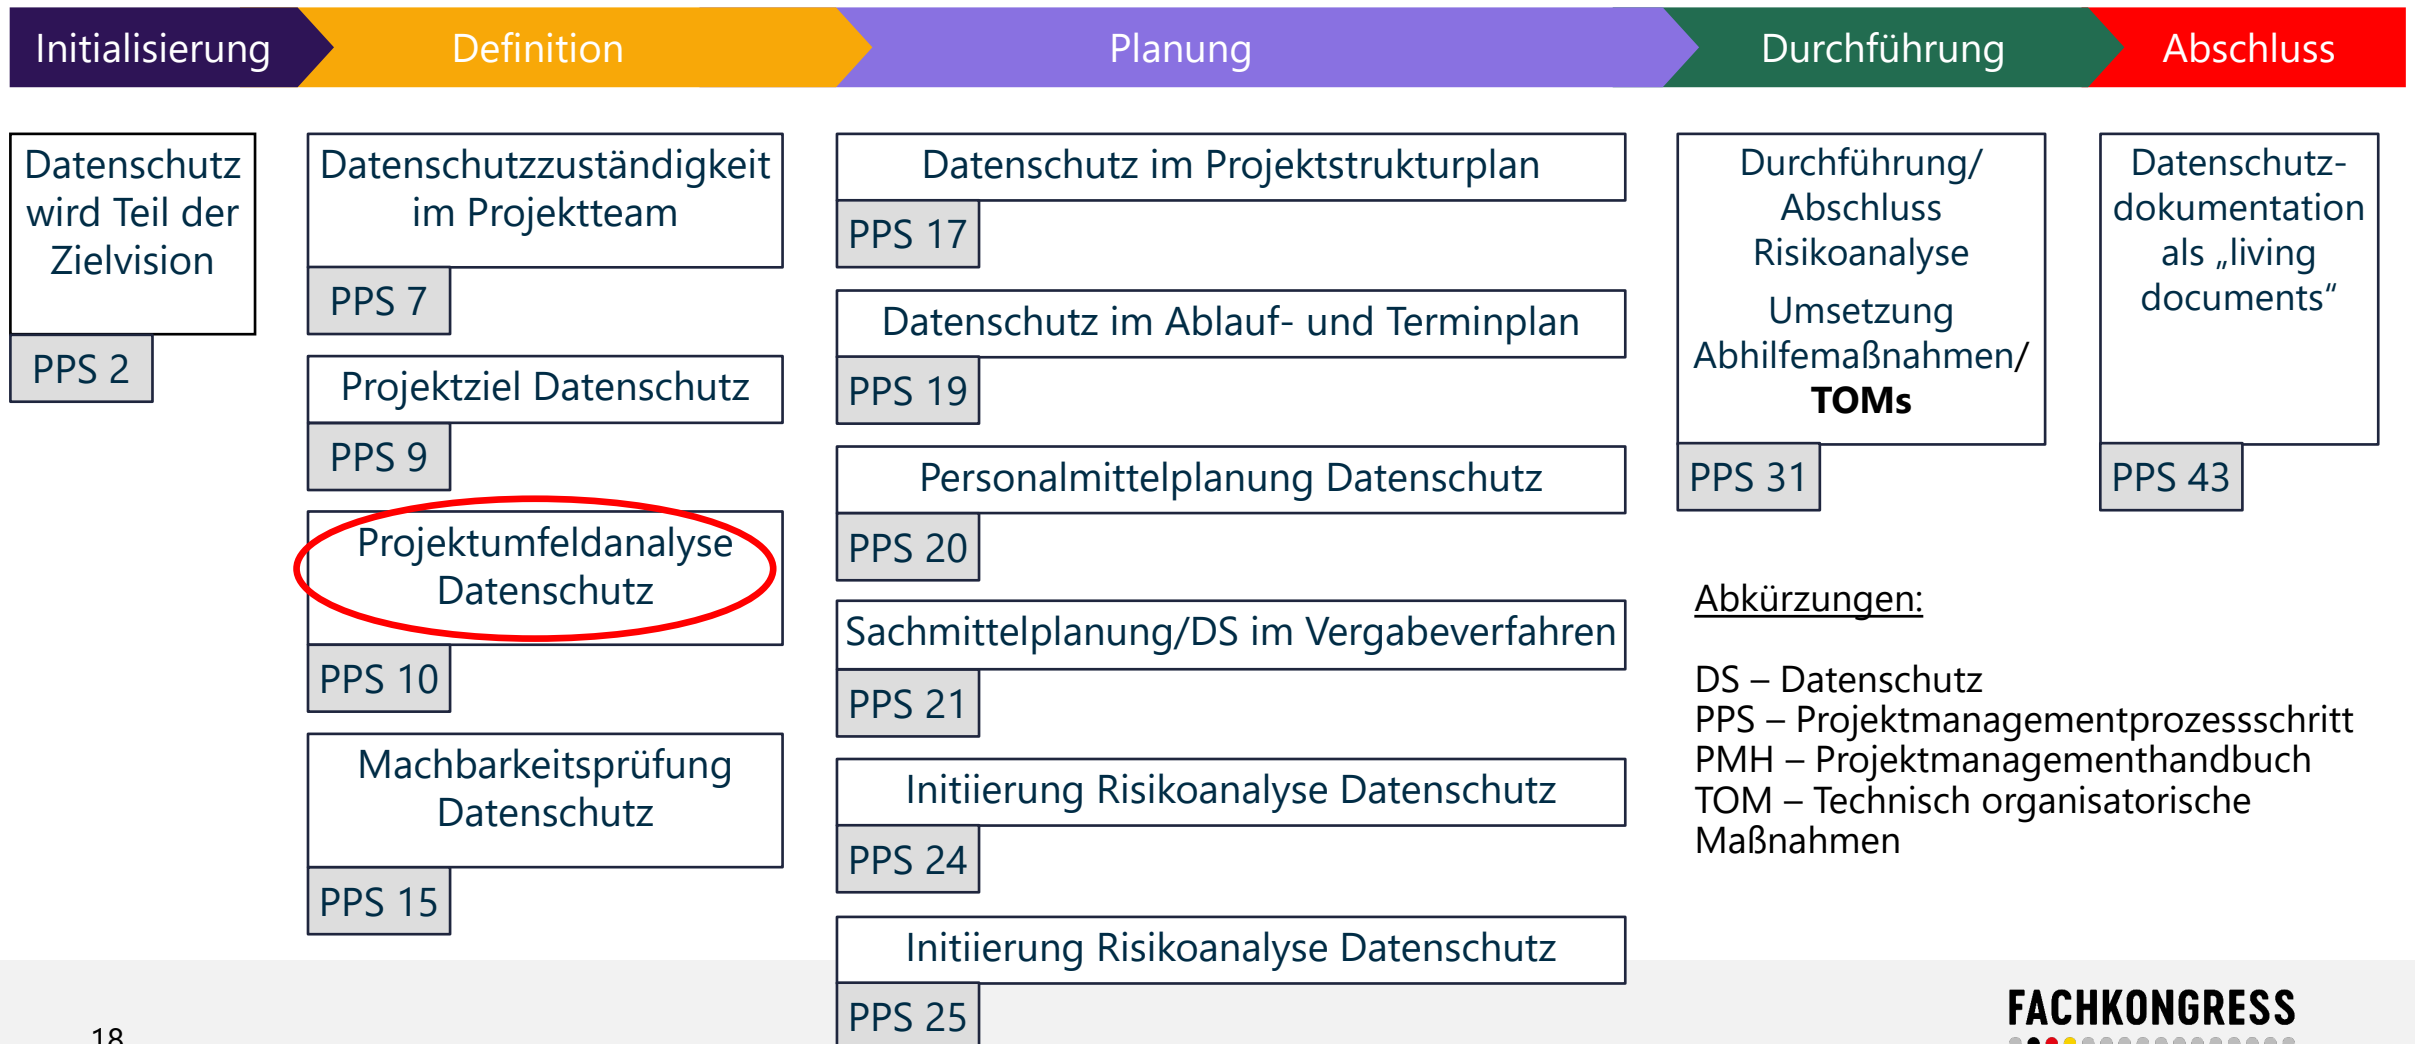 Initialisierung
Definition
Planung
Durchführung
Abschluss
Datenschutz
wird Teil der
Zielvision
PPS 2
Datenschutzzuständigkeit
im Projektteam
PPS 7
Projektziel Datenschutz
PPS 9
Projektumfeldanalyse
Datenschutz
PPS 10
Machbarkeitsprüfung
Datenschutz
PPS 15
Datenschutz im Projektstrukturplan
PPS 17
Datenschutz im Ablauf- und Terminplan
PPS 19
Personalmittelplanung Datenschutz
PPS 20
Sachmittelplanung/DS im Vergabeverfahren
PPS 21
Initiierung Risikoanalyse Datenschutz
PPS 24
Initiierung Risikoanalyse Datenschutz
PPS 25
Durchführung/
Abschluss
Risikoanalyse
Umsetzung
Abhilfemaßnahmen/
TOMs
PPS 31
Datenschutz-
dokumentation
als „living
documents“
PPS 43
Abkürzungen:
DS – Datenschutz
PPS – Projektmanagementprozessschritt
PMH – Projektmanagementhandbuch
TOM – Technisch organisatorische
Maßnahmen
18
FACHKONGRESS